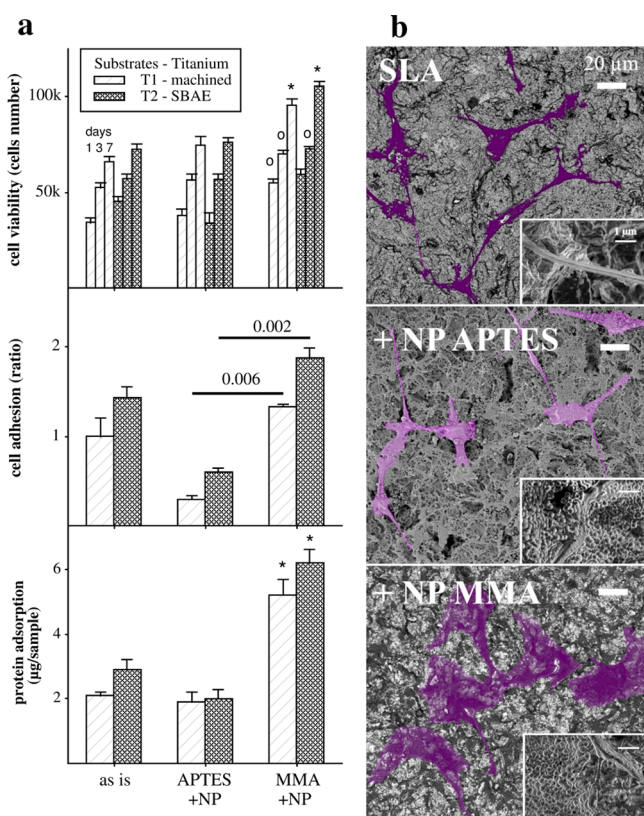 a
Substrates - Titanium
T1 - machined
T2 - SBAE
days
1 3 7
cell viability (cells number)
100k
50k
o o * o o *
cell adhesion (ratio)
2
1
0.002
0.006
protein adsorption
(µg/sample)
6
4
2
* *
as is
APTES
+NP
MMA
+NP
b
SLA
20 µm
1 µm
+ NP APTES
+ NP MMA